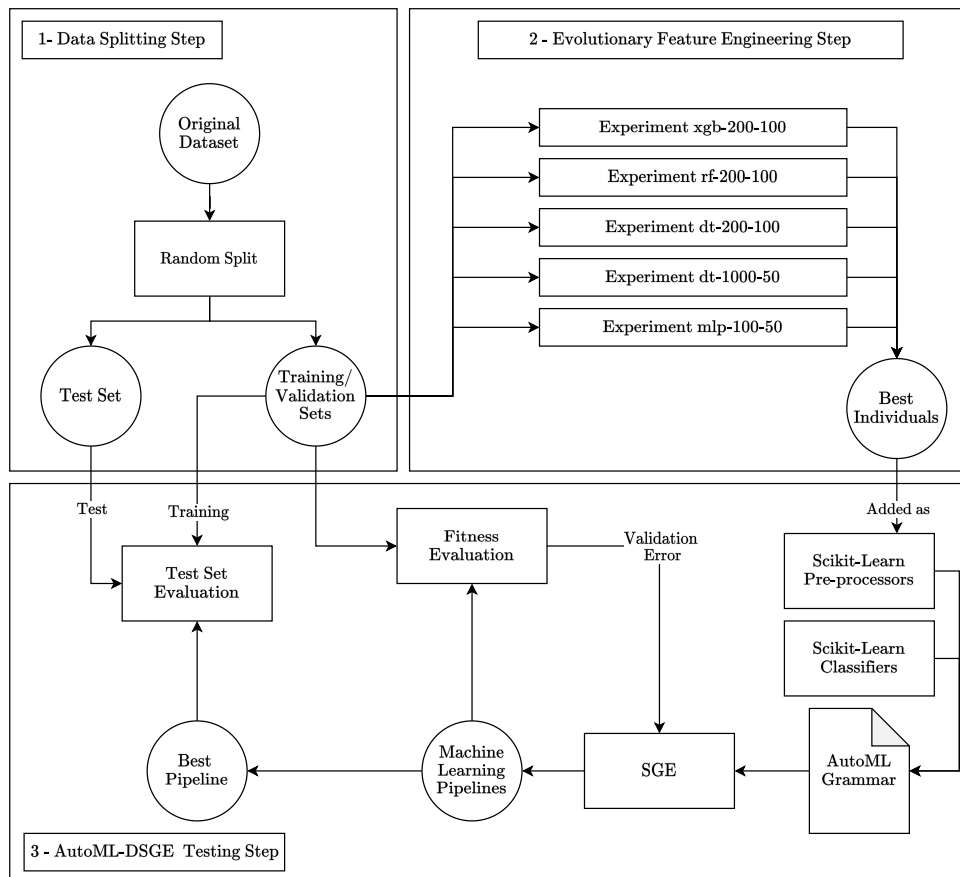 1- Data Splitting Step
Original
Dataset
Random Split
Test Set
Training/
Validation
Sets
2 - Evolutionary Feature Engineering Step
Experiment xgb-200-100
Experiment rf-200-100
Experiment dt-200-100
Experiment dt-1000-50
Experiment mlp-100-50
Best
Individuals
Test
Training
Added as
Test Set
Evaluation
Fitness
Evaluation
Validation
Error
Scikit-Learn
Pre-processors
Scikit-Learn
Classifiers
Best
Pipeline
Machine
Learning
Pipelines
SGE
AutoML
Grammar
3 - AutoML-DSGE Testing Step